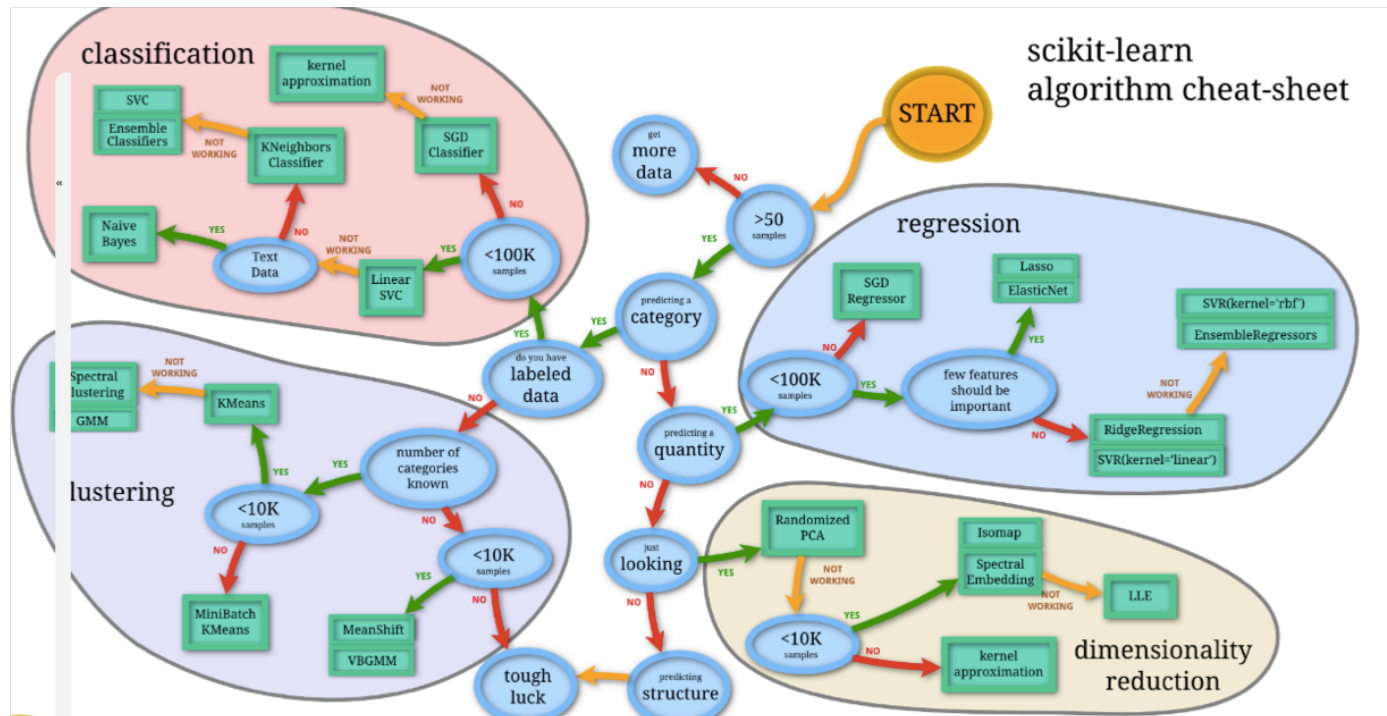 scikit-learn
algorithm cheat-sheet
START
classification
kernel
approximation
NOT
WORKING
SVC
Ensemble
Classifiers
NOT
WORKING
KNeighbors
Classifier
SGD
Classifier
NO
Naive
Bayes
YES
Text
Data
NO
NOT
WORKING
Linear
SVC
YES
<100K
samples
YES
get
more
data
NO
>50
samples
YES
predicting a
category
YES
do you have
labeled
data
NO
NO
predicting a
quantity
YES
NO
just
looking
YES
NO
predicting
structure
tough
luck
regression
SGD
Regressor
NO
<100K
samples
YES
Lasso
ElasticNet
YES
few features
should be
important
NO
SVR(kernel='rbf')
EnsembleRegressors
NOT
WORKING
RidgeRegression
SVR(kernel='linear')
lustering
Spectral
lustering
GMM
NOT
WORKING
KMeans
YES
<10K
samples
NO
MiniBatch
KMeans
YES
number of
categories
known
NO
<10K
samples
YES
NO
MeanShift
VBGMM
dimensionality
reduction
Randomized
PCA
NOT
WORKING
<10K
samples
YES
NO
Isomap
Spectral
Embedding
NOT
WORKING
LLE
kernel
approximation
«